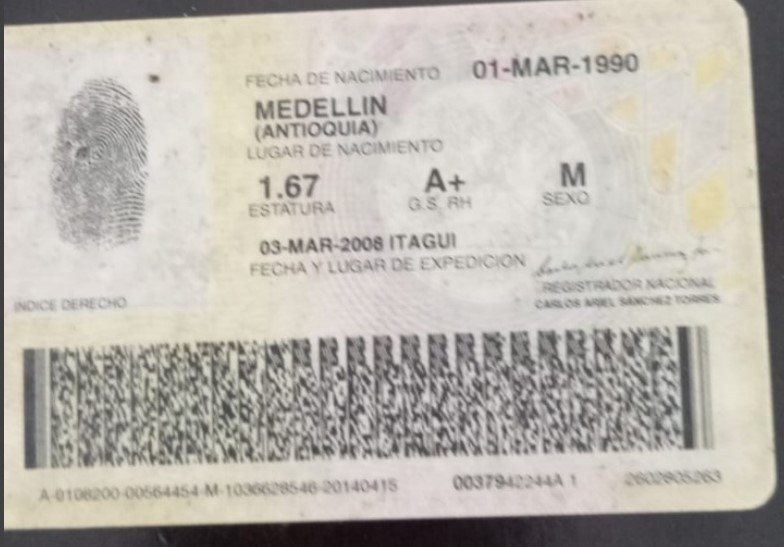 FECHA DE NACIMIENTO 01-MAR-1990
MEDELLIN
(ANTIOQUIA)
LUGAR DE NACIMIENTO
1.67 A+ M
ESTATURA G.S. RH SEXO
03-MAR-2008 ITAGUI
FECHA Y LUGAR DE EXPEDICION
REGISTRADOR NACIONAL
CARLOS ARIEL SANCHEZ TORRES
INDICE DERECHO
A-0108200-00564454-M-1036628546-20140415 0037942244A 1 2602905263